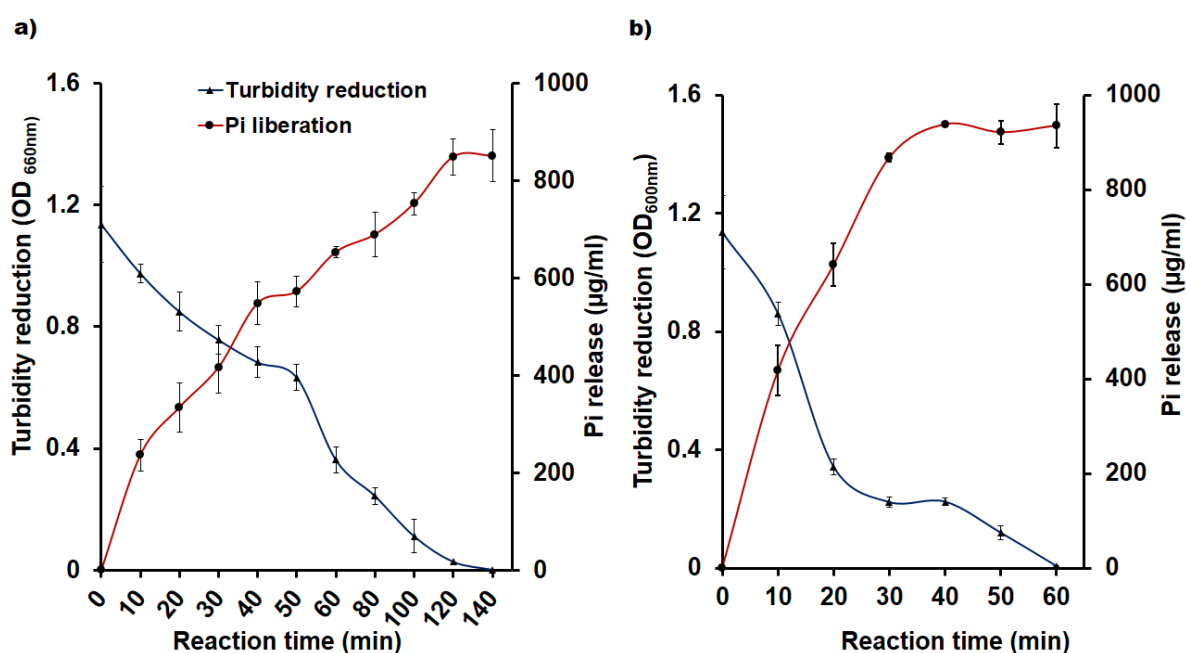 a)
Turbidity reduction
Pi liberation
Turbidity reduction (OD 660nm)
1.6
1.2
0.8
0.4
0
1000
800
600
400
200
0
Pi release (µg/ml)
0 10 20 30 40 50 60 80 100 120 140
Reaction time (min)
b)
Turbidity reduction (OD600nm)
1.6
1.2
0.8
0.4
0
1000
800
600
400
200
0
Pi release (µg/ml)
0 10 20 30 40 50 60
Reaction time (min)